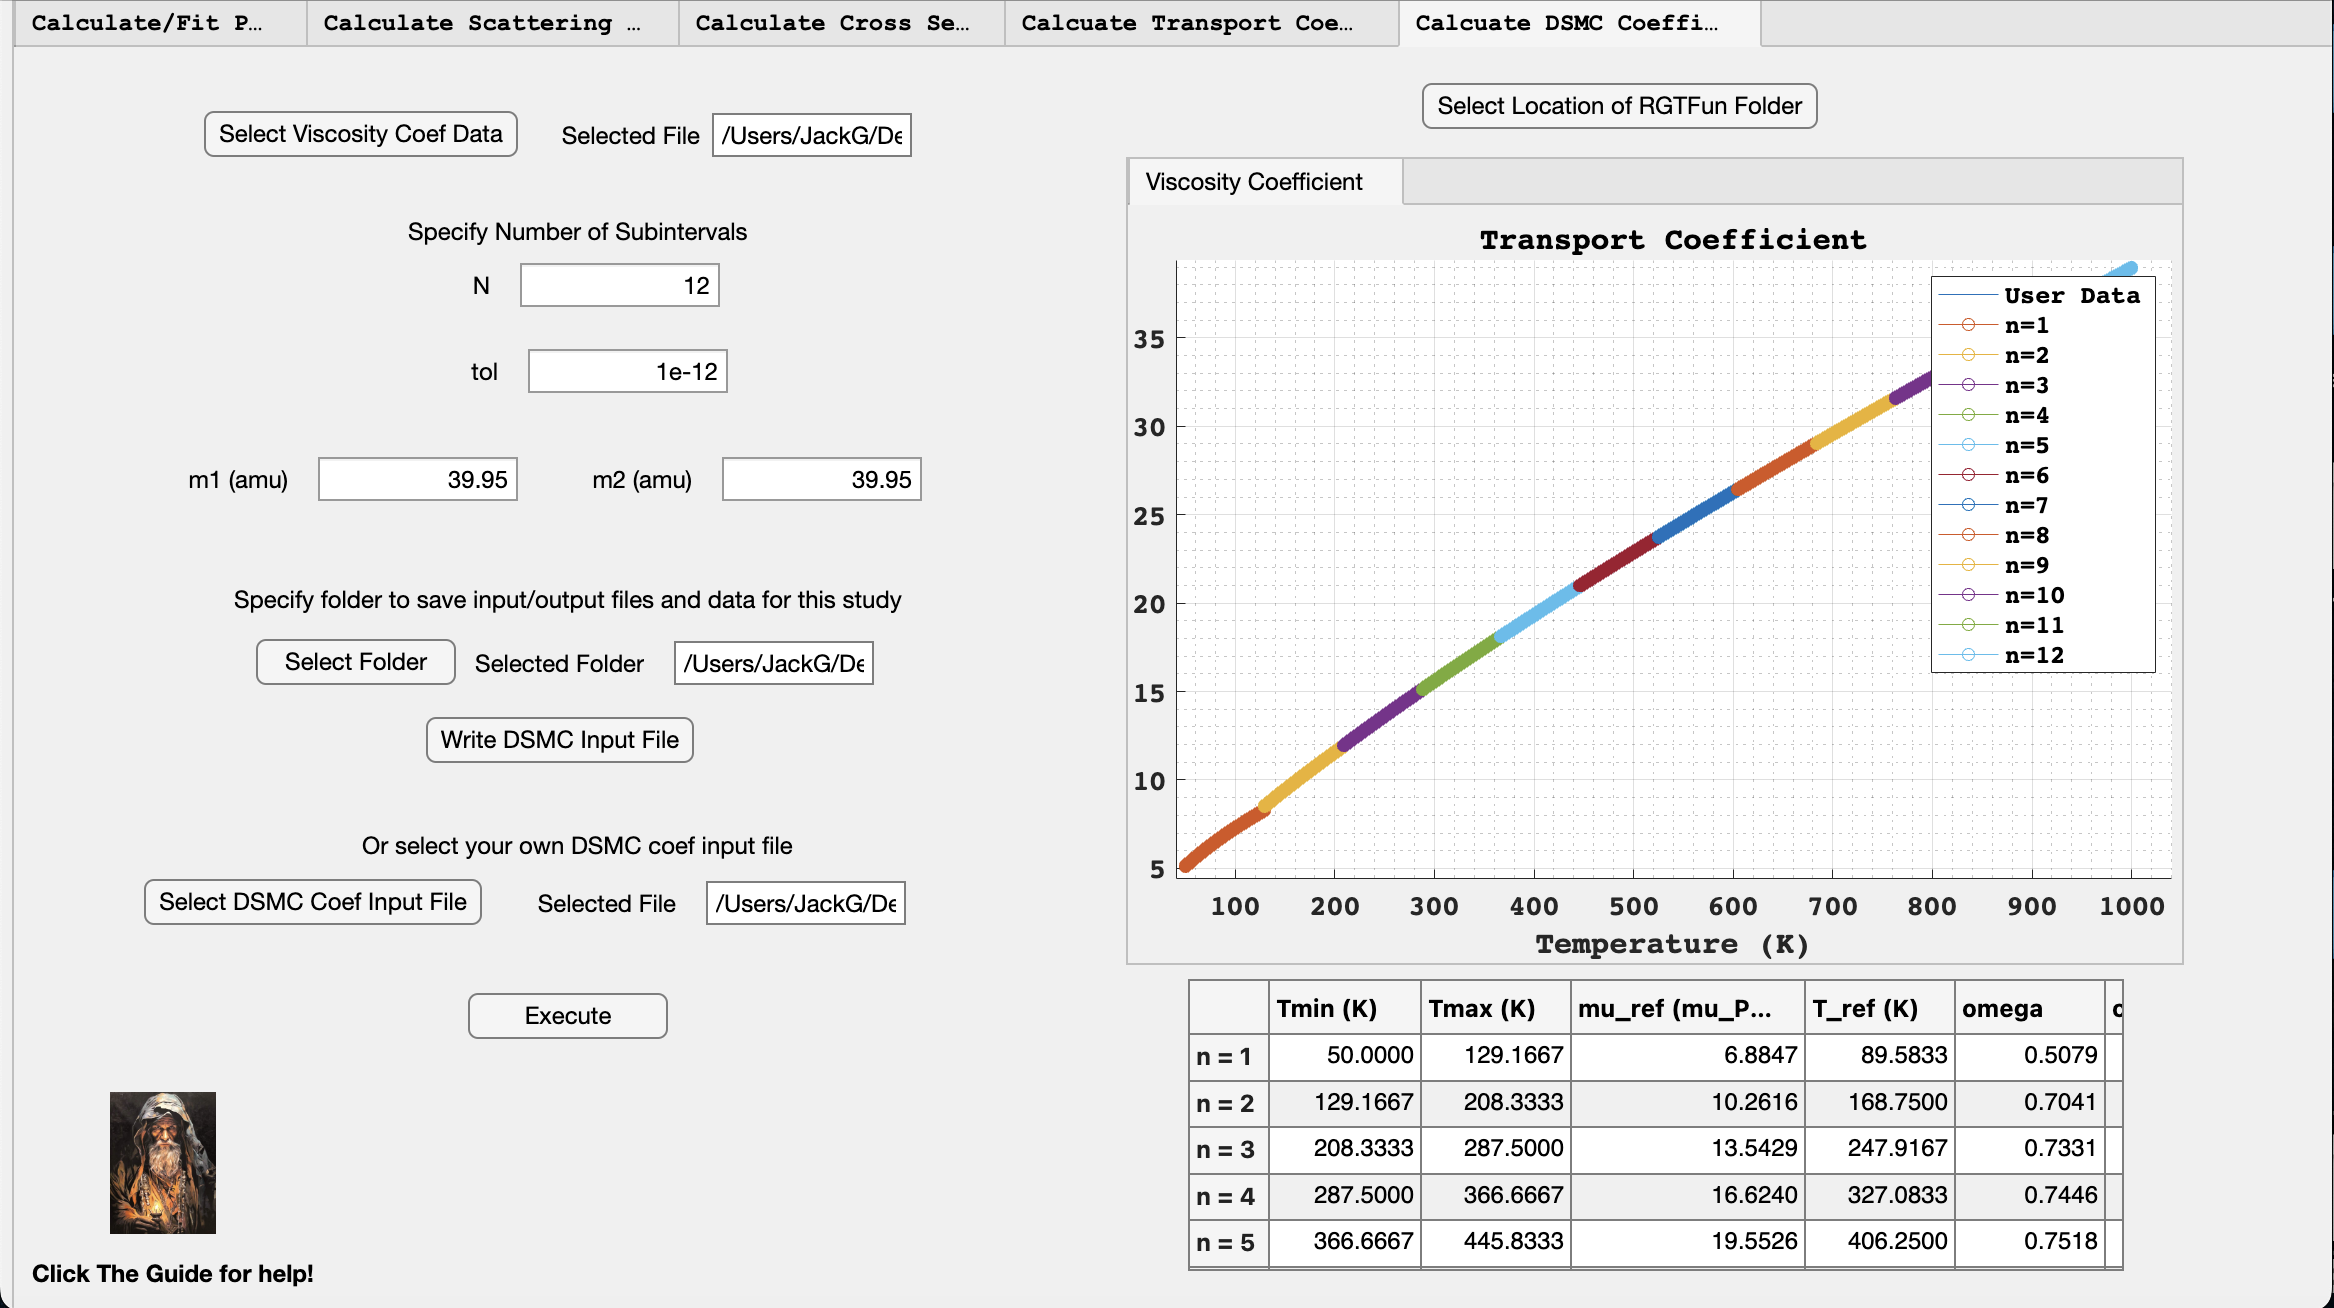 Calculate/Fit P...
Calculate Scattering ...
Calculate Cross Se...
Calcuate Transport Coe...
Calcuate DSMC Coeffi...
Select Viscosity Coef Data
Selected File
/Users/JackG/De
Specify Number of Subintervals
N
12
tol
1e-12
m1 (amu)
39.95
m2 (amu)
39.95
Specify folder to save input/output files and data for this study
Select Folder
Selected Folder
/Users/JackG/De
Write DSMC Input File
Or select your own DSMC coef input file
Select DSMC Coef Input File
Selected File
/Users/JackG/De
Execute
Click The Guide for help!
Select Location of RGTFun Folder
Viscosity Coefficient
Transport Coefficient
35
30
25
20
15
10
5
100 200 300 400 500 600 700 800 900 1000
Temperature (K)
User Data
n=1
n=2
n=3
n=4
n=5
n=6
n=7
n=8
n=9
n=10
n=11
n=12
Tmin (K) Tmax (K) mu_ref (mu_P... T_ref (K) omega
n = 1 50.0000 129.1667 6.8847 89.5833 0.5079
n = 2 129.1667 208.3333 10.2616 168.7500 0.7041
n = 3 208.3333 287.5000 13.5429 247.9167 0.7331
n = 4 287.5000 366.6667 16.6240 327.0833 0.7446
n = 5 366.6667 445.8333 19.5526 406.2500 0.7518